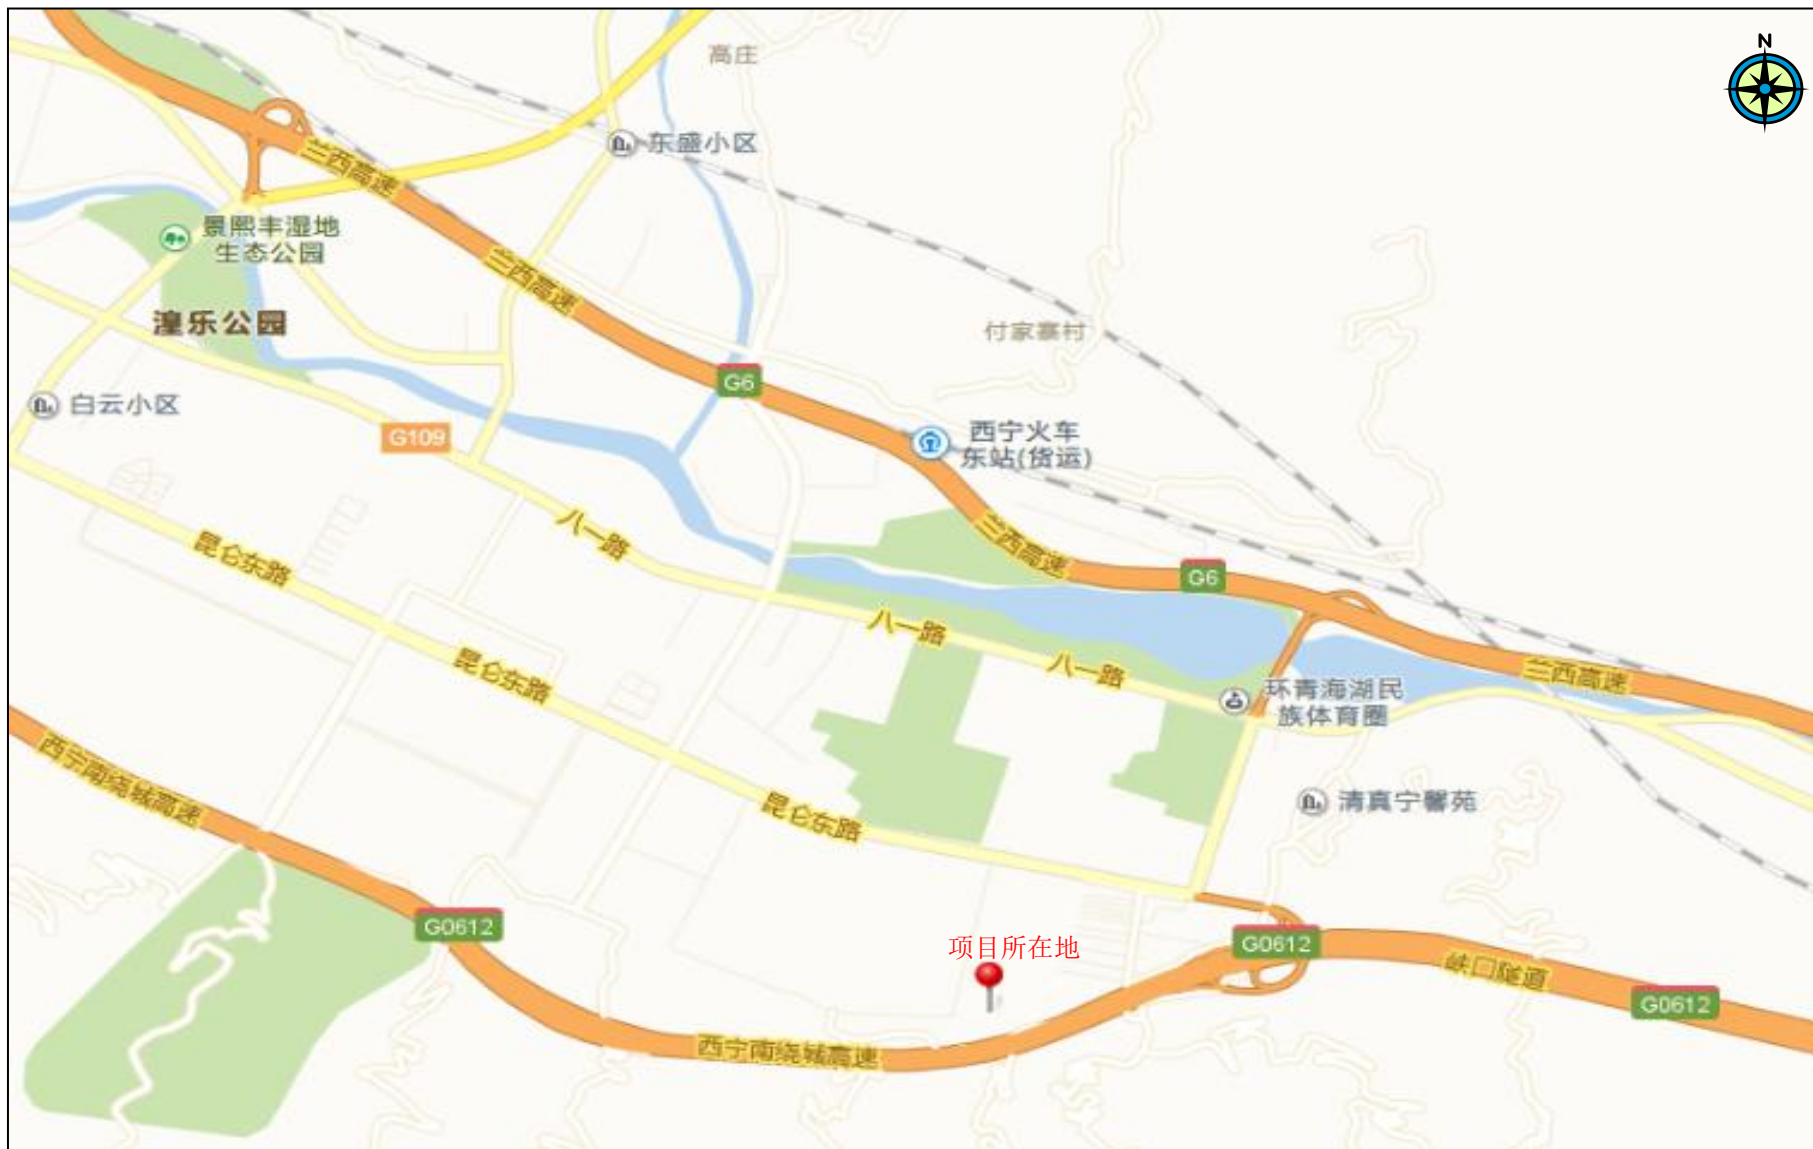 N
高庄
东盛小区
兰西高速
景熙丰湿地
生态公园
兰西高速
湟乐公园
付家寨村
G6
白云小区
G109
西宁火车
东站(货运)
八一路
兰西高速
昆仑东路
G6
八一路
昆仑东路
八一路
兰西高速
环青海湖民
族体育圈
西宁南绕城高速
清真宁馨苑
昆仑东路
G0612
项目所在地
G0612
峡口隧道
G0612
西宁南绕城高速